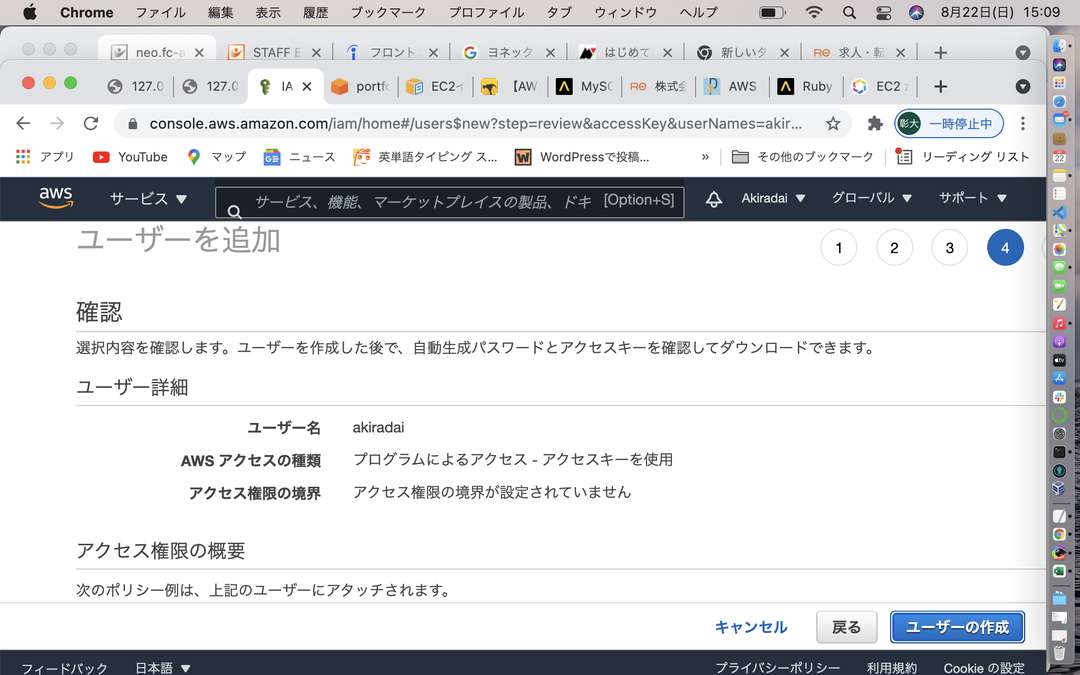 Chrome ファイル 編集 表示 履歴 ブックマーク プロファイル タブ ウィンドウ ヘルプ 8月22日(日) 15:09
neo.fc-a STAFF E フロント ヨネック はじめて 新しいタ 求人・転
127.0 127.0 IA portfo EC2イ 【AW MySQ 株式会 AWS Ruby EC2
console.aws.amazon.com/iam/home#/users$new?step=review&accessKey&userNames=akir... 彰大 一時停止中
アプリ YouTube マップ ニュース 英単語タイピング ス... WordPressで投稿... » その他のブックマーク リーディング リスト
aws サービス サービス、機能、マーケットプレイスの製品、ドキ [Option+S] Akiradai グローバル サポート
ユーザーを追加 1 2 3 4
確認
選択内容を確認します。ユーザーを作成した後で、自動生成パスワードとアクセスキーを確認してダウンロードできます。
ユーザー詳細
ユーザー名 akiradai
AWS アクセスの種類 プログラムによるアクセス - アクセスキーを使用
アクセス権限の境界 アクセス権限の境界が設定されていません
アクセス権限の概要
次のポリシー例は、上記のユーザーにアタッチされます。
キャンセル 戻る ユーザーの作成
フィードバック 日本語 プライバシーポリシー 利用規約 Cookie の設定